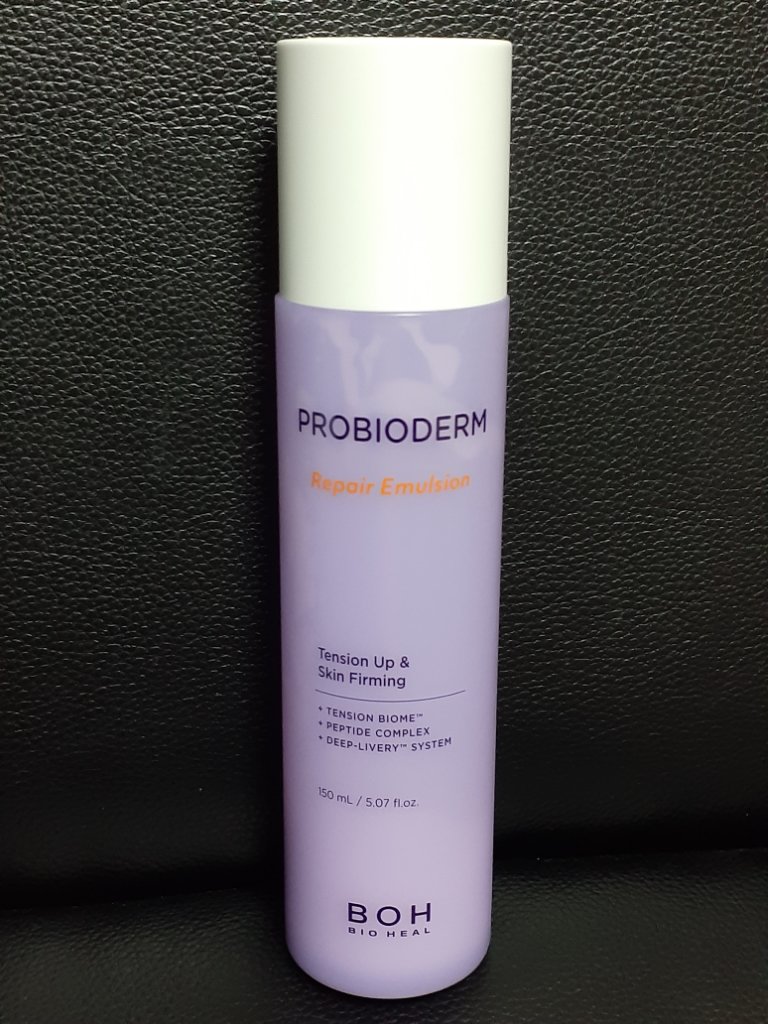 PROBIODERM
Repair Emulsion
Tension Up &
Skin Firming
+ TENSION BIOME™
+ PEPTIDE COMPLEX
+ DEEP-LIVERY™ SYSTEM
150 mL / 5.07 fl.oz.
BOH
BIO HEAL